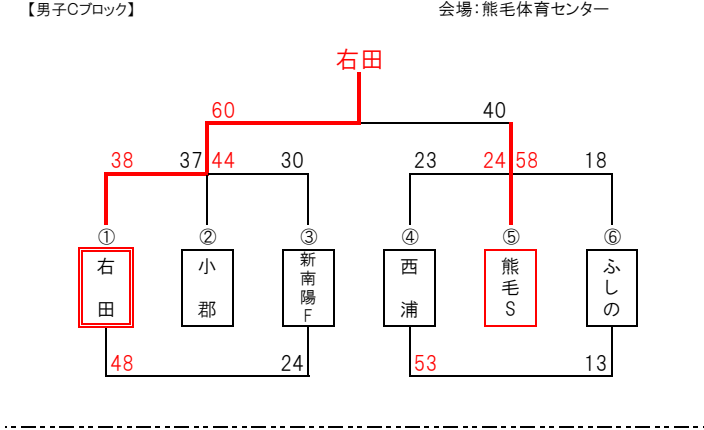 【男子Cブロック】 会場:熊毛体育センター
右田
60 40
38 37 44 30 23 24 58 18
① ② ③ ④ ⑤ ⑥
右田 小郡 新南陽F 西浦 熊毛S ふしの
48 24 53 13